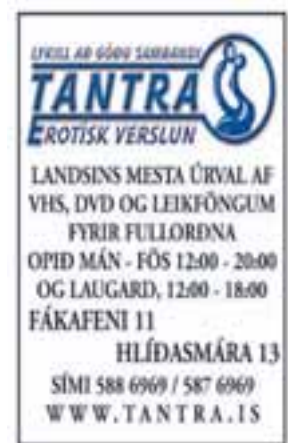 LYKILL AÐ GÓÐU SAMBANDI
TANTRA
EROTÍSK VERSLUN
LANDSINS MESTA ÚRVAL AF
VHS, DVD OG LEIKFÖNGUM
FYRIR FULLORÐNA
OPIÐ MÁN - FÖS 12:00 - 20:00
OG LAUGARD, 12:00 - 18:00
FÁKAFENI 11
HLÍÐASMÁRA 13
SÍMI 588 6969 / 587 6969
WWW.TANTRA.IS